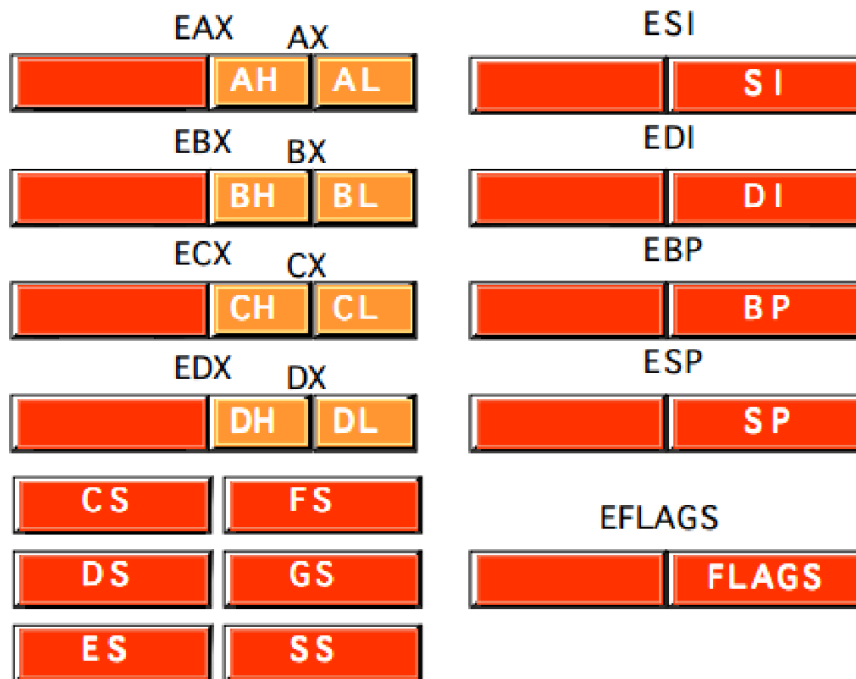 EAX AX ESI
AH AL SI
EBX BX EDI
BH BL DI
ECX CX EBP
CH CL BP
EDX DX ESP
DH DL SP
CS FS
EFLAGS
DS GS FLAGS
ES SS